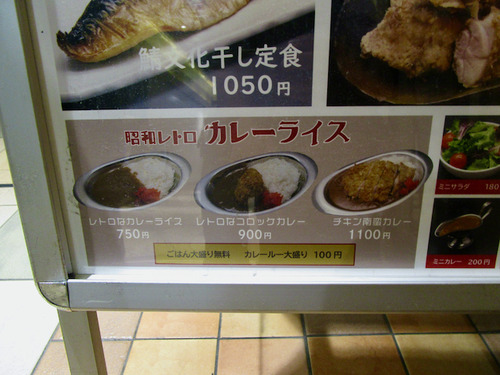 鯖文化干し定食
1050円
昭和レトロ カレーライス
レトロなカレーライス
750円
レトロなコロッケカレー
900円
チキン南蛮カレー
1100円
ごはん大盛り無料 カレールー大盛り 100円
ミニサラダ 180
ミニカレー 200円